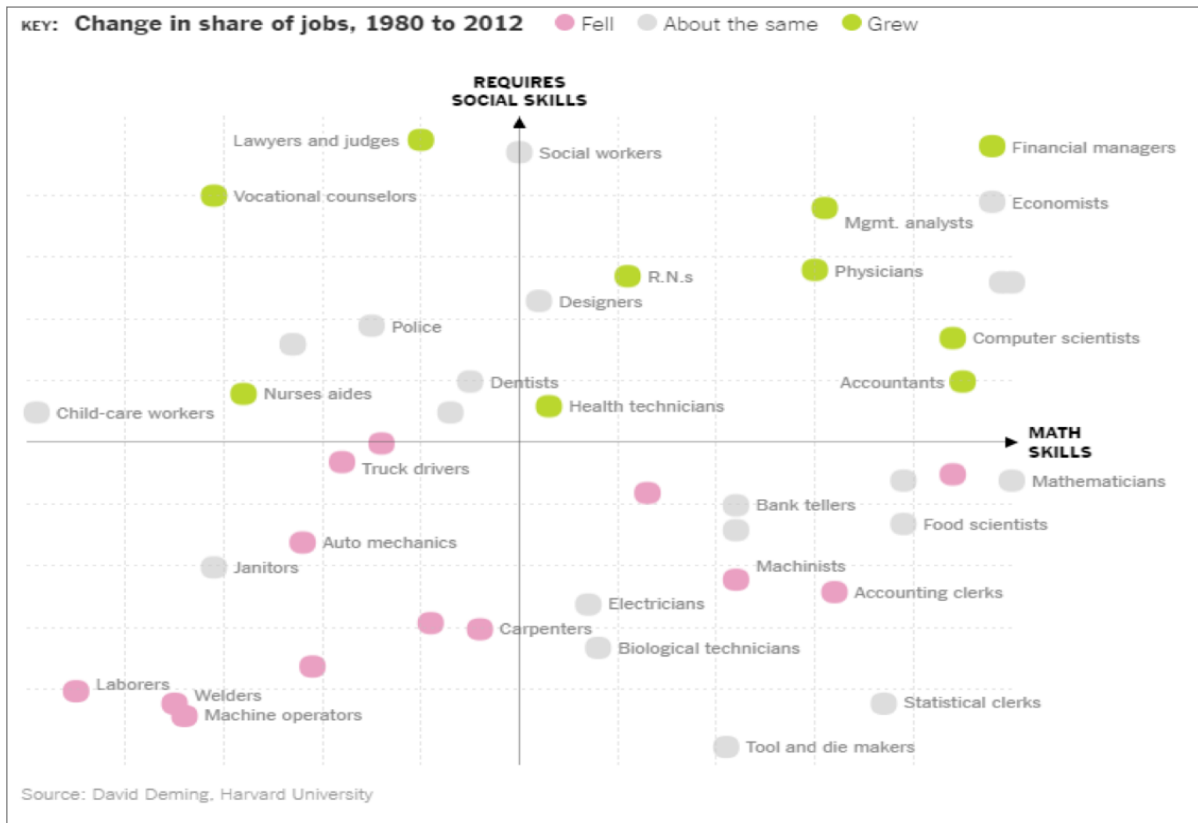 KEY: Change in share of jobs, 1980 to 2012 Fell About the same Grew
REQUIRES
SOCIAL SKILLS
Lawyers and judges
Social workers
Financial managers
Vocational counselors
Economists
Mgmt. analysts
R.N.s
Physicians
Designers
Police
Computer scientists
Dentists
Accountants
Nurses aides
Health technicians
Child-care workers
MATH
SKILLS
Truck drivers
Mathematicians
Bank tellers
Food scientists
Auto mechanics
Janitors
Machinists
Accounting clerks
Electricians
Carpenters
Biological technicians
Laborers
Welders
Statistical clerks
Machine operators
Tool and die makers
Source: David Deming, Harvard University